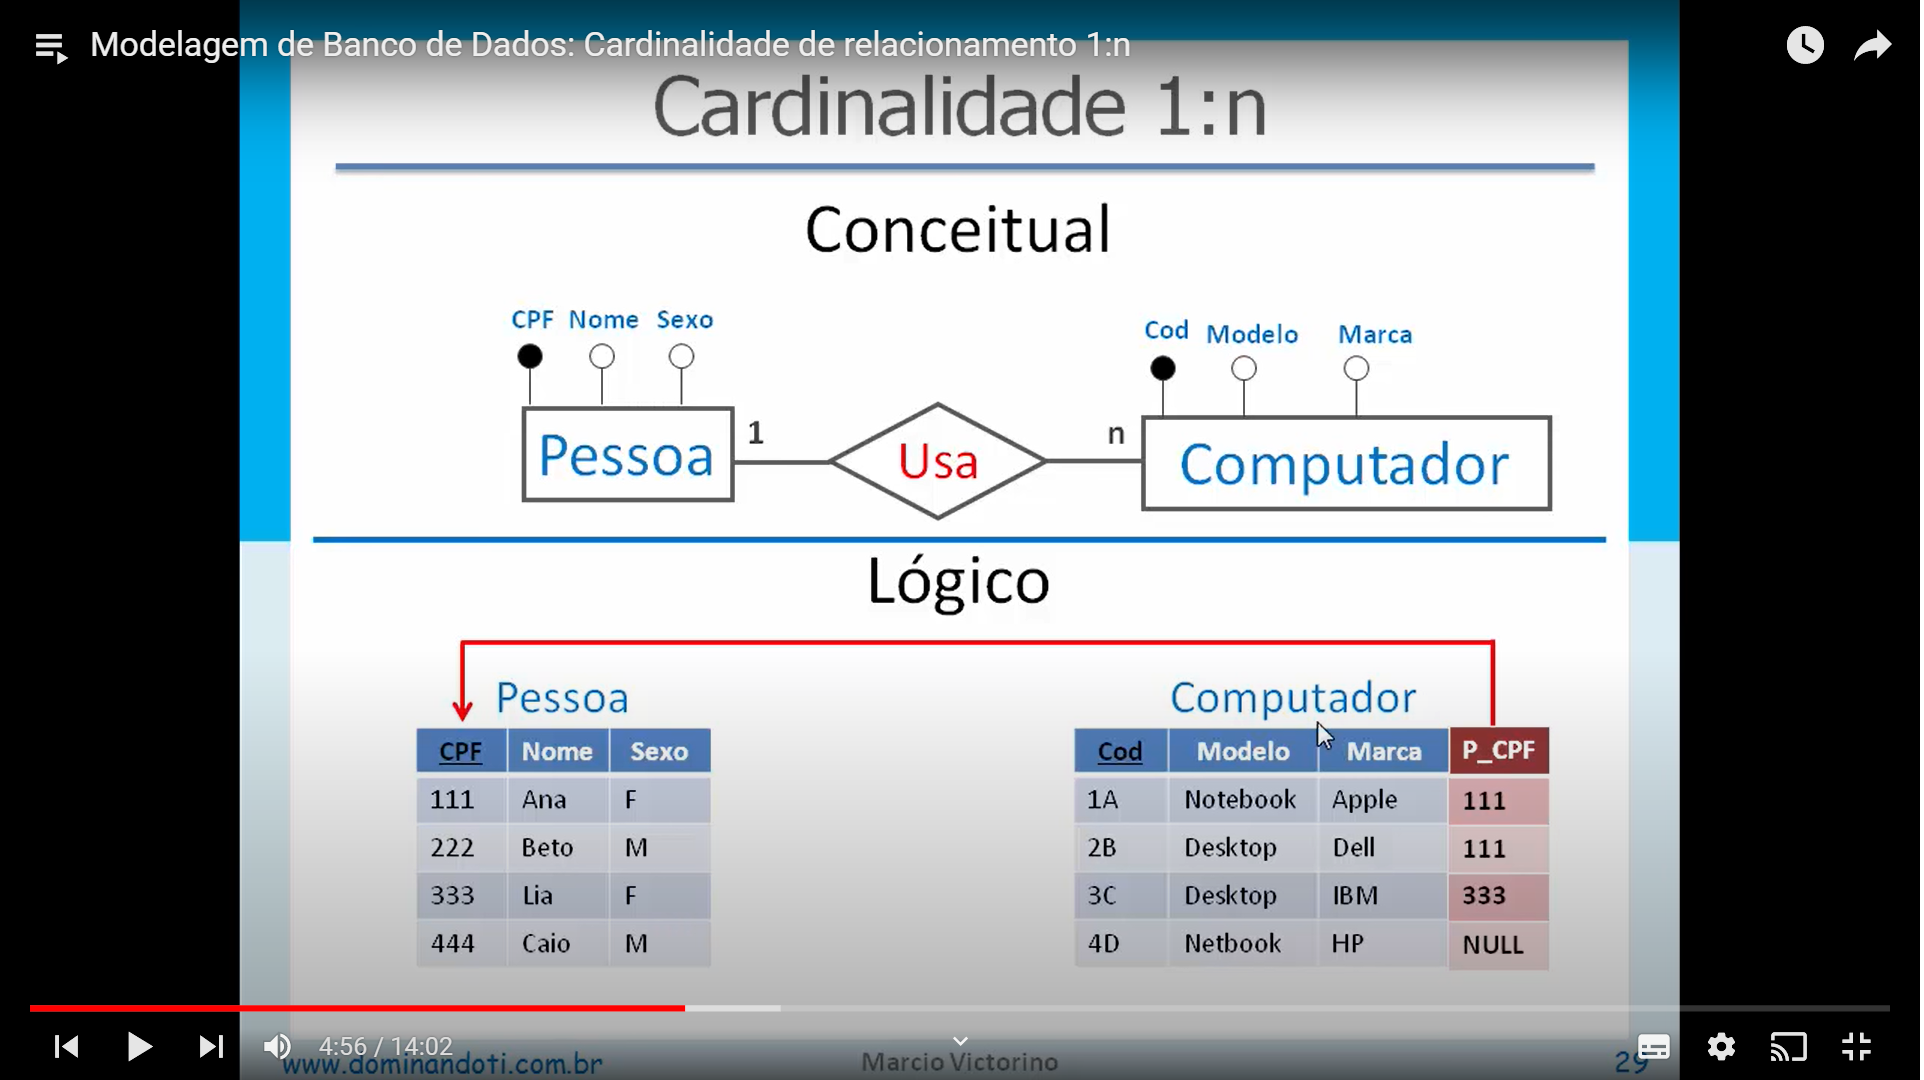 Modelagem de Banco de Dados: Cardinalidade de relacionamento 1:n
Cardinalidade 1:n
Conceitual
CPF Nome Sexo
Cod Modelo Marca
Pessoa 1 Usa n Computador
Lógico
Pessoa
CPF Nome Sexo
111 Ana F
222 Beto M
333 Lia F
444 Caio M
Computador
Cod Modelo Marca P_CPF
1A Notebook Apple 111
2B Desktop Dell 111
3C Desktop IBM 333
4D Netbook HP NULL
4:56 / 14:02
www.dominandoti.com.br Marcio Victorino 29